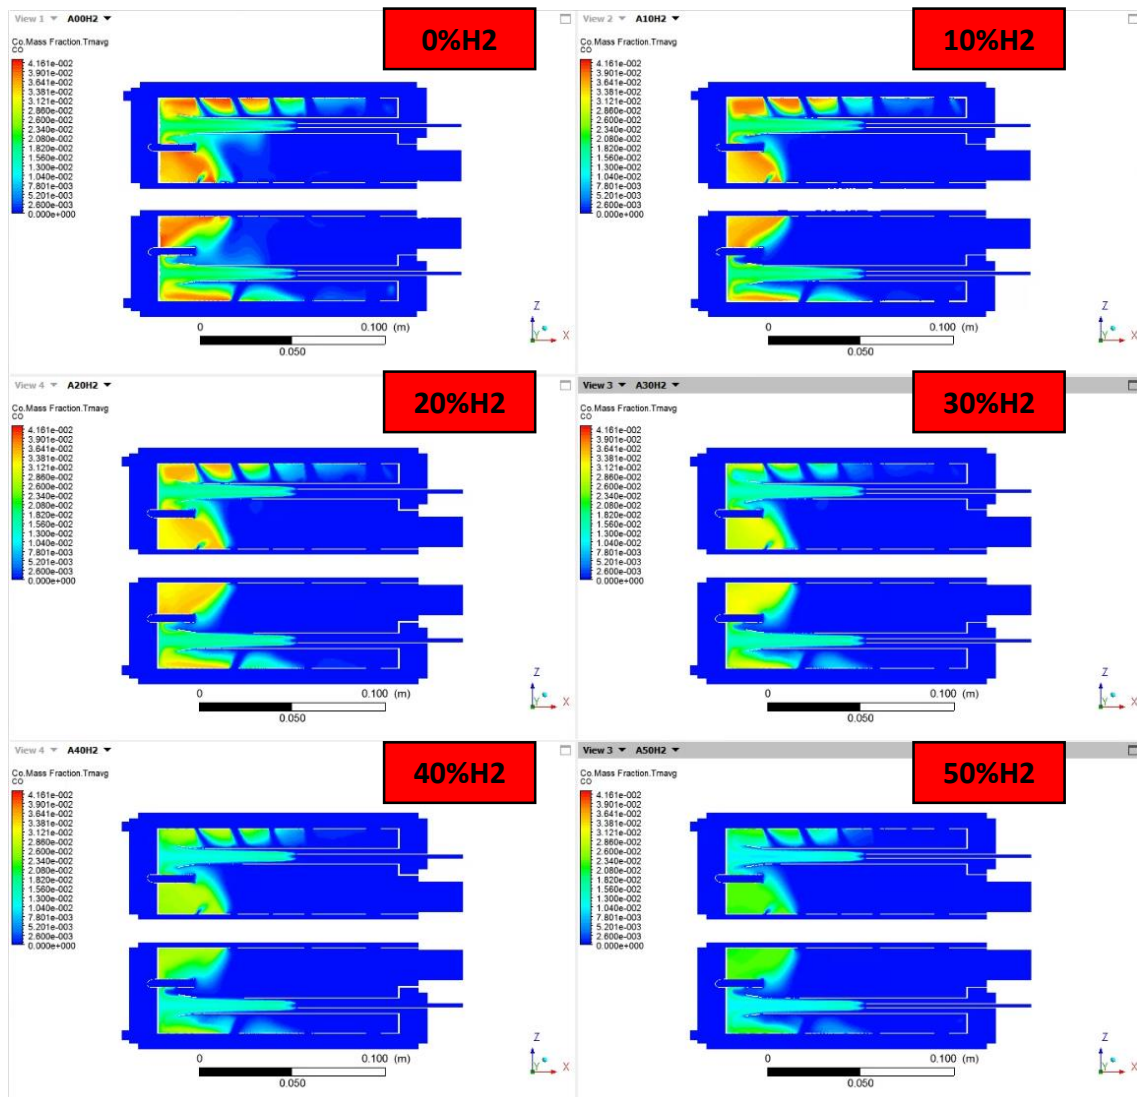 View 1 A00H2
0%H2
Co.Mass Fraction.Trnavg
CO
4.161e-002
3.901e-002
3.641e-002
3.381e-002
3.121e-002
2.860e-002
2.600e-002
2.340e-002
2.080e-002
1.820e-002
1.560e-002
1.300e-002
1.040e-002
7.801e-003
5.201e-003
2.600e-003
0.000e+000
0 0.100 (m)
0.050
Z
Y
X
View 2 A10H2
10%H2
Co.Mass Fraction.Trnavg
CO
4.161e-002
3.901e-002
3.641e-002
3.381e-002
3.121e-002
2.860e-002
2.600e-002
2.340e-002
2.080e-002
1.820e-002
1.560e-002
1.300e-002
1.040e-002
7.801e-003
5.201e-003
2.600e-003
0.000e+000
0 0.100 (m)
0.050
Z
Y
X
View 4 A20H2
20%H2
Co.Mass Fraction.Trnavg
CO
4.161e-002
3.901e-002
3.641e-002
3.381e-002
3.121e-002
2.860e-002
2.600e-002
2.340e-002
2.080e-002
1.820e-002
1.560e-002
1.300e-002
1.040e-002
7.801e-003
5.201e-003
2.600e-003
0.000e+000
0 0.100 (m)
0.050
Z
Y
X
View 3 A30H2
30%H2
Co.Mass Fraction.Trnavg
CO
4.161e-002
3.901e-002
3.641e-002
3.381e-002
3.121e-002
2.860e-002
2.600e-002
2.340e-002
2.080e-002
1.820e-002
1.560e-002
1.300e-002
1.040e-002
7.801e-003
5.201e-003
2.600e-003
0.000e+000
0 0.100 (m)
0.050
Z
Y
X
View 4 A40H2
40%H2
Co.Mass Fraction.Trnavg
CO
4.161e-002
3.901e-002
3.641e-002
3.381e-002
3.121e-002
2.860e-002
2.600e-002
2.340e-002
2.080e-002
1.820e-002
1.560e-002
1.300e-002
1.040e-002
7.801e-003
5.201e-003
2.600e-003
0.000e+000
0 0.100 (m)
0.050
Z
Y
X
View 3 A50H2
50%H2
Co.Mass Fraction.Trnavg
CO
4.161e-002
3.901e-002
3.641e-002
3.381e-002
3.121e-002
2.860e-002
2.600e-002
2.340e-002
2.080e-002
1.820e-002
1.560e-002
1.300e-002
1.040e-002
7.801e-003
5.201e-003
2.600e-003
0.000e+000
0 0.100 (m)
0.050
Z
Y
X